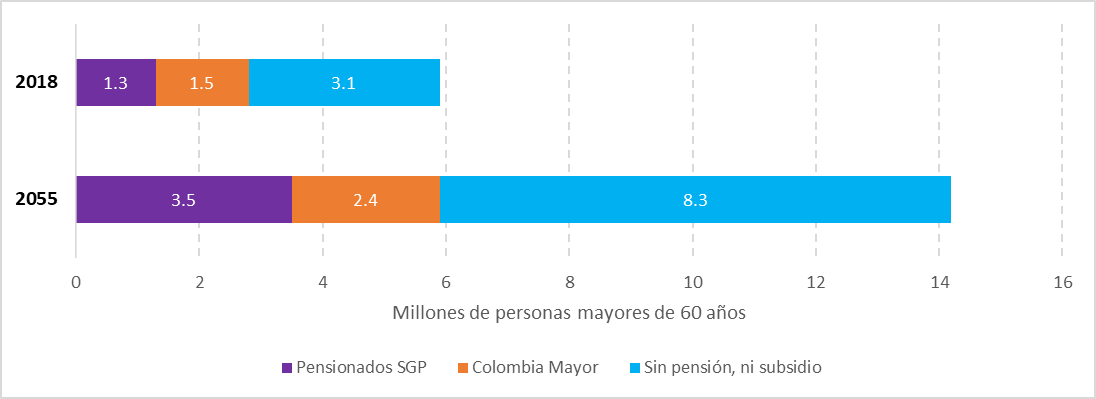 2018
1.3 1.5 3.1
2055
3.5 2.4 8.3
0 2 4 6 8 10 12 14 16
Millones de personas mayores de 60 años
Pensionados SGP Colombia Mayor Sin pensión, ni subsidio